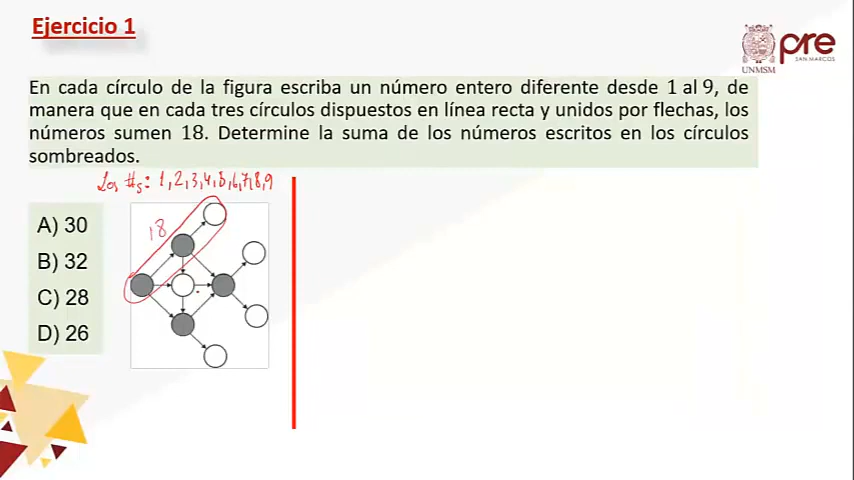 Ejercicio 1
UNMSM
pre
SAN MARCOS
En cada círculo de la figura escriba un número entero diferente desde 1 al 9, de
manera que en cada tres círculos dispuestos en línea recta y unidos por flechas, los
números sumen 18. Determine la suma de los números escritos en los círculos
sombreados.
Los #s: 1,2,3,4,5,6,7,8,9
A) 30
B) 32
C) 28
D) 26
18